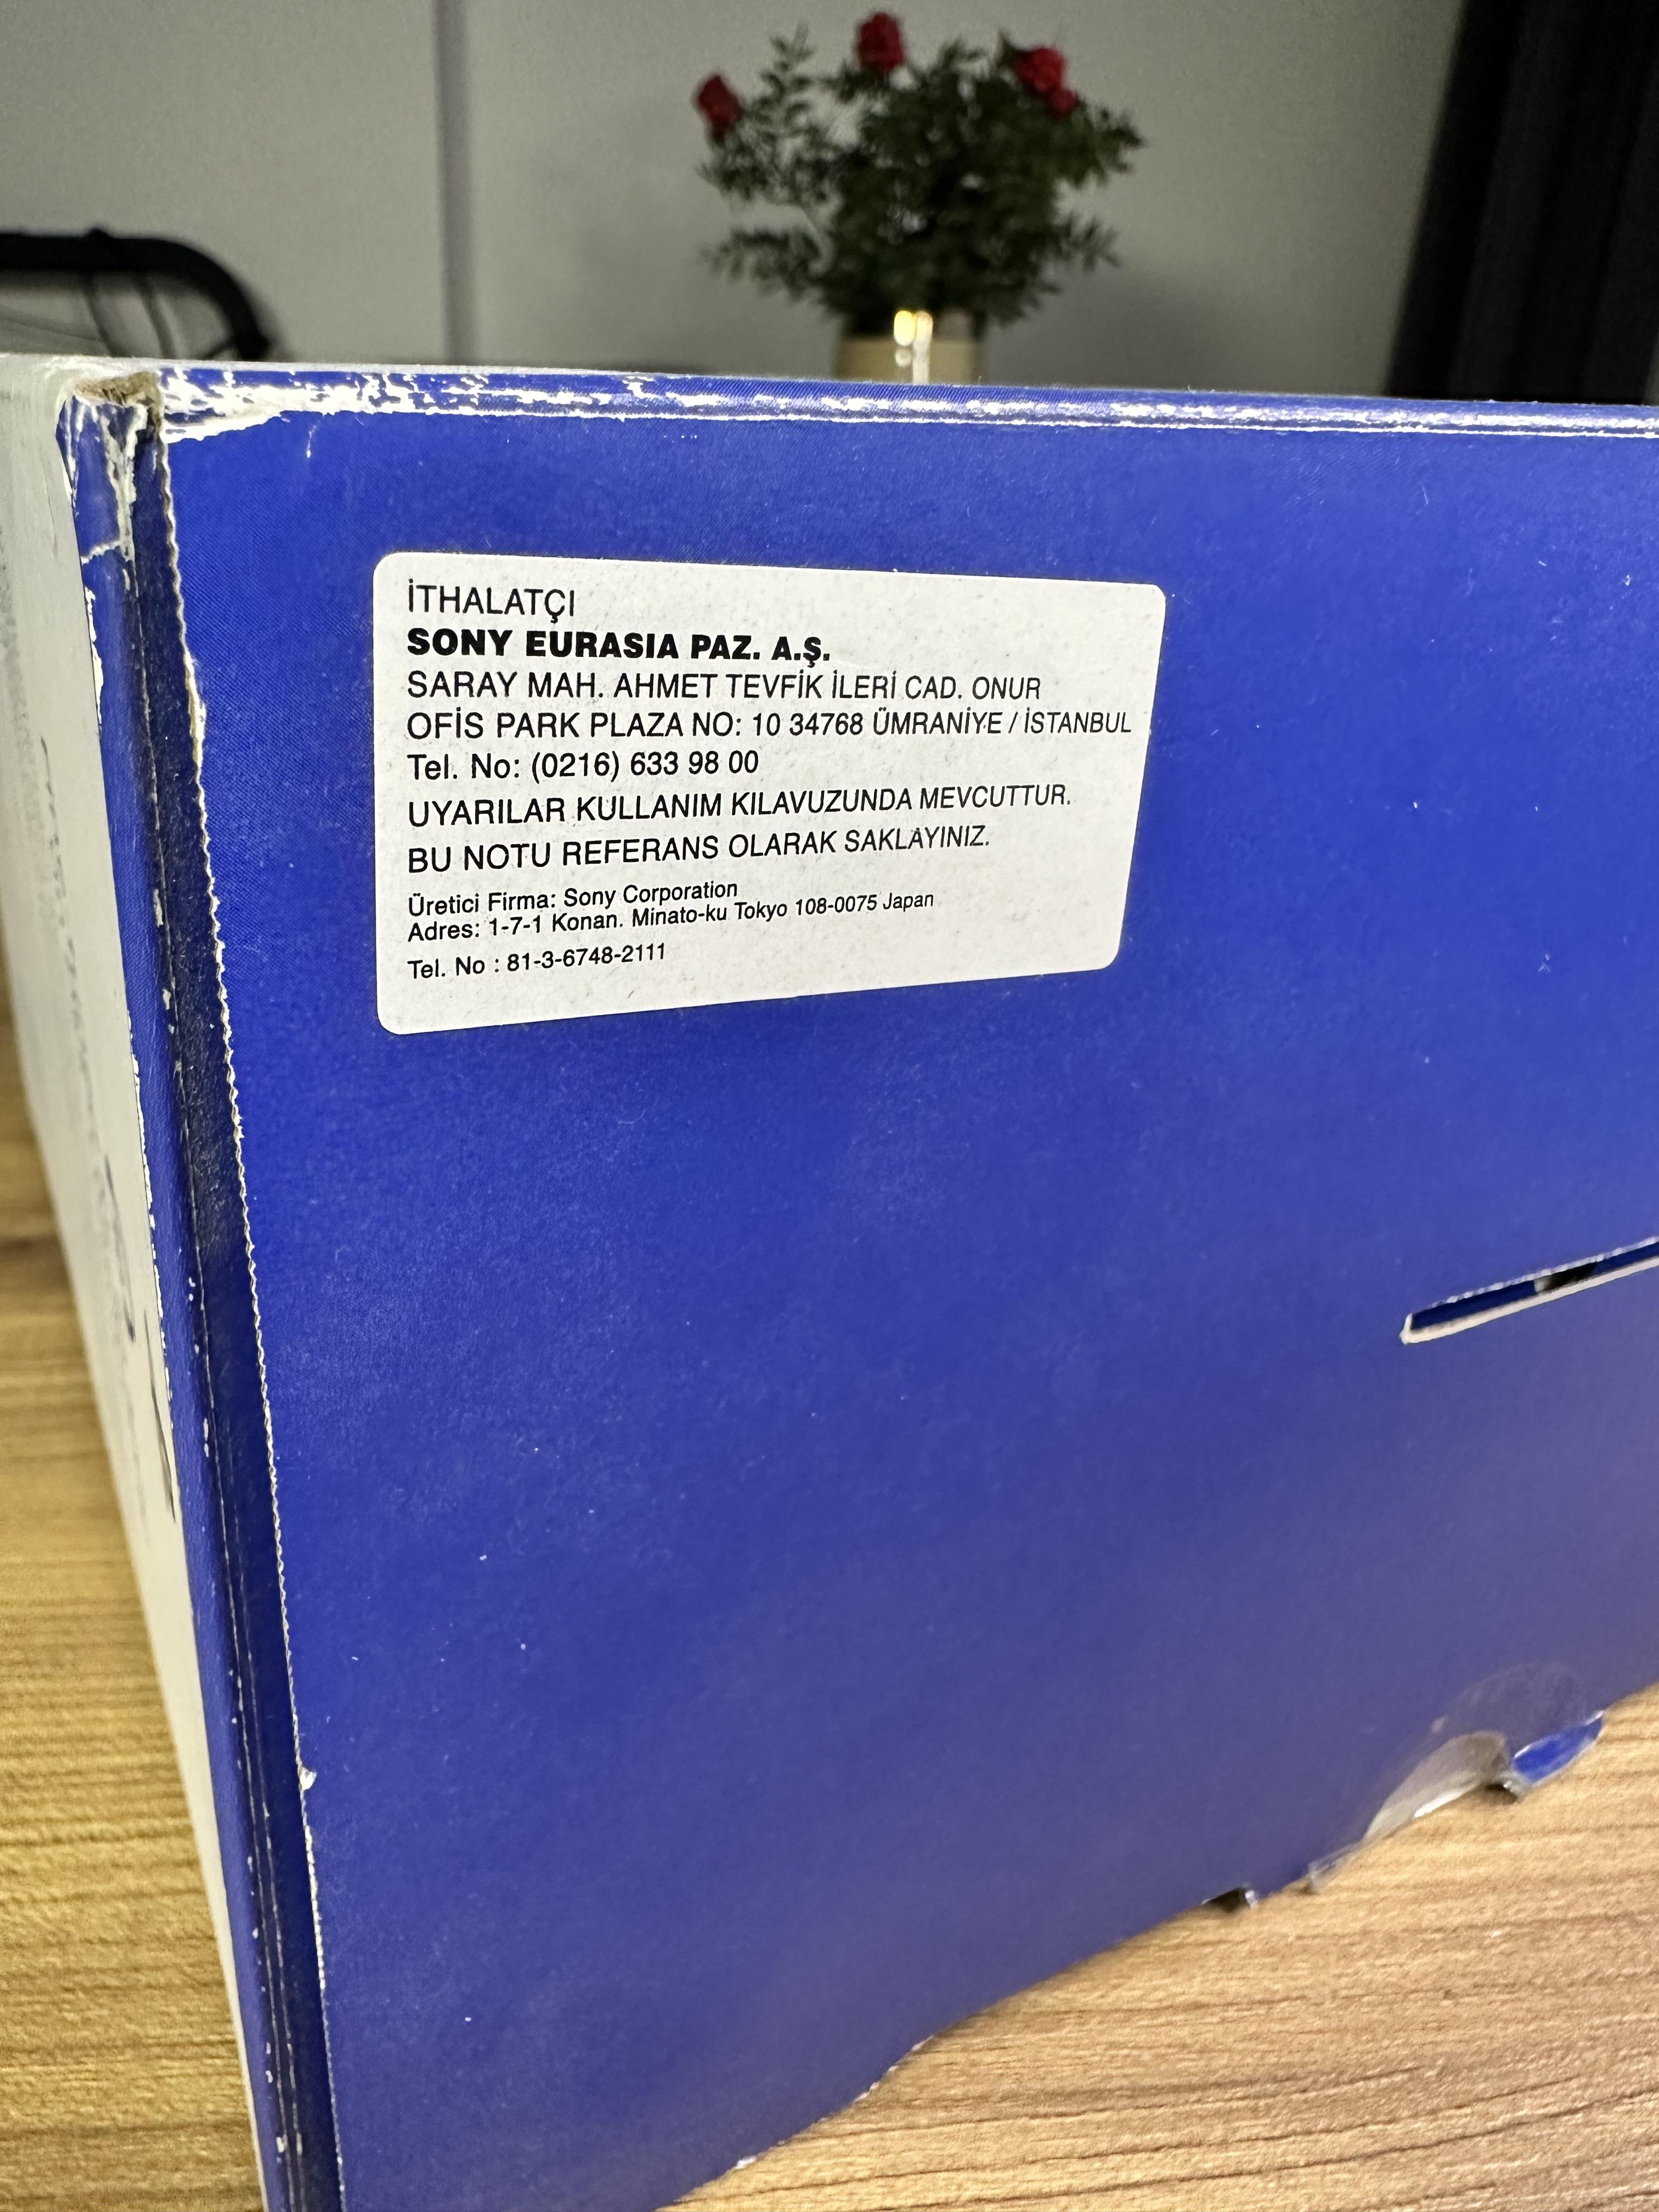 İTHALATÇI
SONY EURASIA PAZ. A.Ş.
SARAY MAH. AHMET TEVFİK İLERİ CAD. ONUR
OFİS PARK PLAZA NO: 10 34768 ÜMRANİYE / İSTANBUL
Tel. No: (0216) 633 98 00
UYARILAR KULLANIM KILAVUZUNDA MEVCUTTUR.
BU NOTU REFERANS OLARAK SAKLAYINIZ.
Üretici Firma: Sony Corporation
Adres: 1-7-1 Konan. Minato-ku Tokyo 108-0075 Japan
Tel. No : 81-3-6748-2111